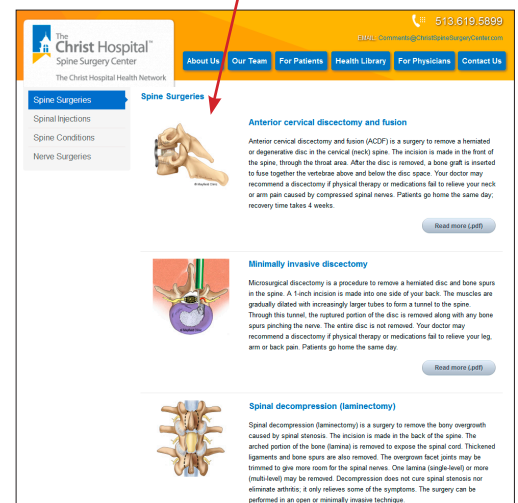 513.619.5899
EMAIL: Comments@ChristSpineSurgeryCenter.com
The
Christ Hospital™
Spine Surgery Center
The Christ Hospital Health Network
About Us Our Team For Patients Health Library For Physicians Contact Us
Spine Surgeries
Spinal Injections
Spine Conditions
Nerve Surgeries
Spine Surgeries
Anterior cervical discectomy and fusion
Anterior cervical discectomy and fusion (ACDF) is a surgery to remove a herniated
or degenerative disc in the cervical (neck) spine. The incision is made in the front of
the spine, through the throat area. After the disc is removed, a bone graft is inserted
to fuse together the vertebrae above and below the disc space. Your doctor may
recommend a discectomy if physical therapy or medications fail to relieve your neck
or arm pain caused by compressed spinal nerves. Patients go home the same day;
recovery time takes 4 weeks.
© Mayfield Clinic
Read more (.pdf)
Minimally invasive discectomy
Microsurgical discectomy is a procedure to remove a herniated disc and bone spurs
in the spine. A 1-inch incision is made into one side of your back. The muscles are
gradually dilated with increasingly larger tubes to form a tunnel to the spine.
Through this tunnel, the ruptured portion of the disc is removed along with any bone
spurs pinching the nerve. The entire disc is not removed. Your doctor may
recommend a discectomy if physical therapy or medications fail to relieve your leg,
arm or back pain. Patients go home the same day.
© Mayfield Clinic
Read more (.pdf)
Spinal decompression (laminectomy)
Spinal decompression (laminectomy) is a surgery to remove the bony overgrowth
caused by spinal stenosis. The incision is made in the back of the spine. The
arched portion of the bone (lamina) is removed to expose the spinal cord. Thickened
ligaments and bone spurs are also removed. The overgrown facet joints may be
trimmed to give more room for the spinal nerves. One lamina (single-level) or more
(multi-level) may be removed. Decompression does not cure spinal stenosis nor
eliminate arthritis; it only relieves some of the symptoms. The surgery can be
performed in an open or minimally invasive technique.